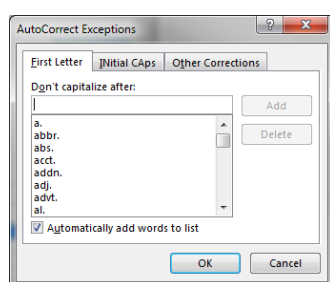 AutoCorrect Exceptions
First Letter INitial CAps Other Corrections
Don't capitalize after:
Add
a.
abbr.
abs.
Delete
acct.
addn.
adj.
advt.
al.
Automatically add words to list
OK Cancel